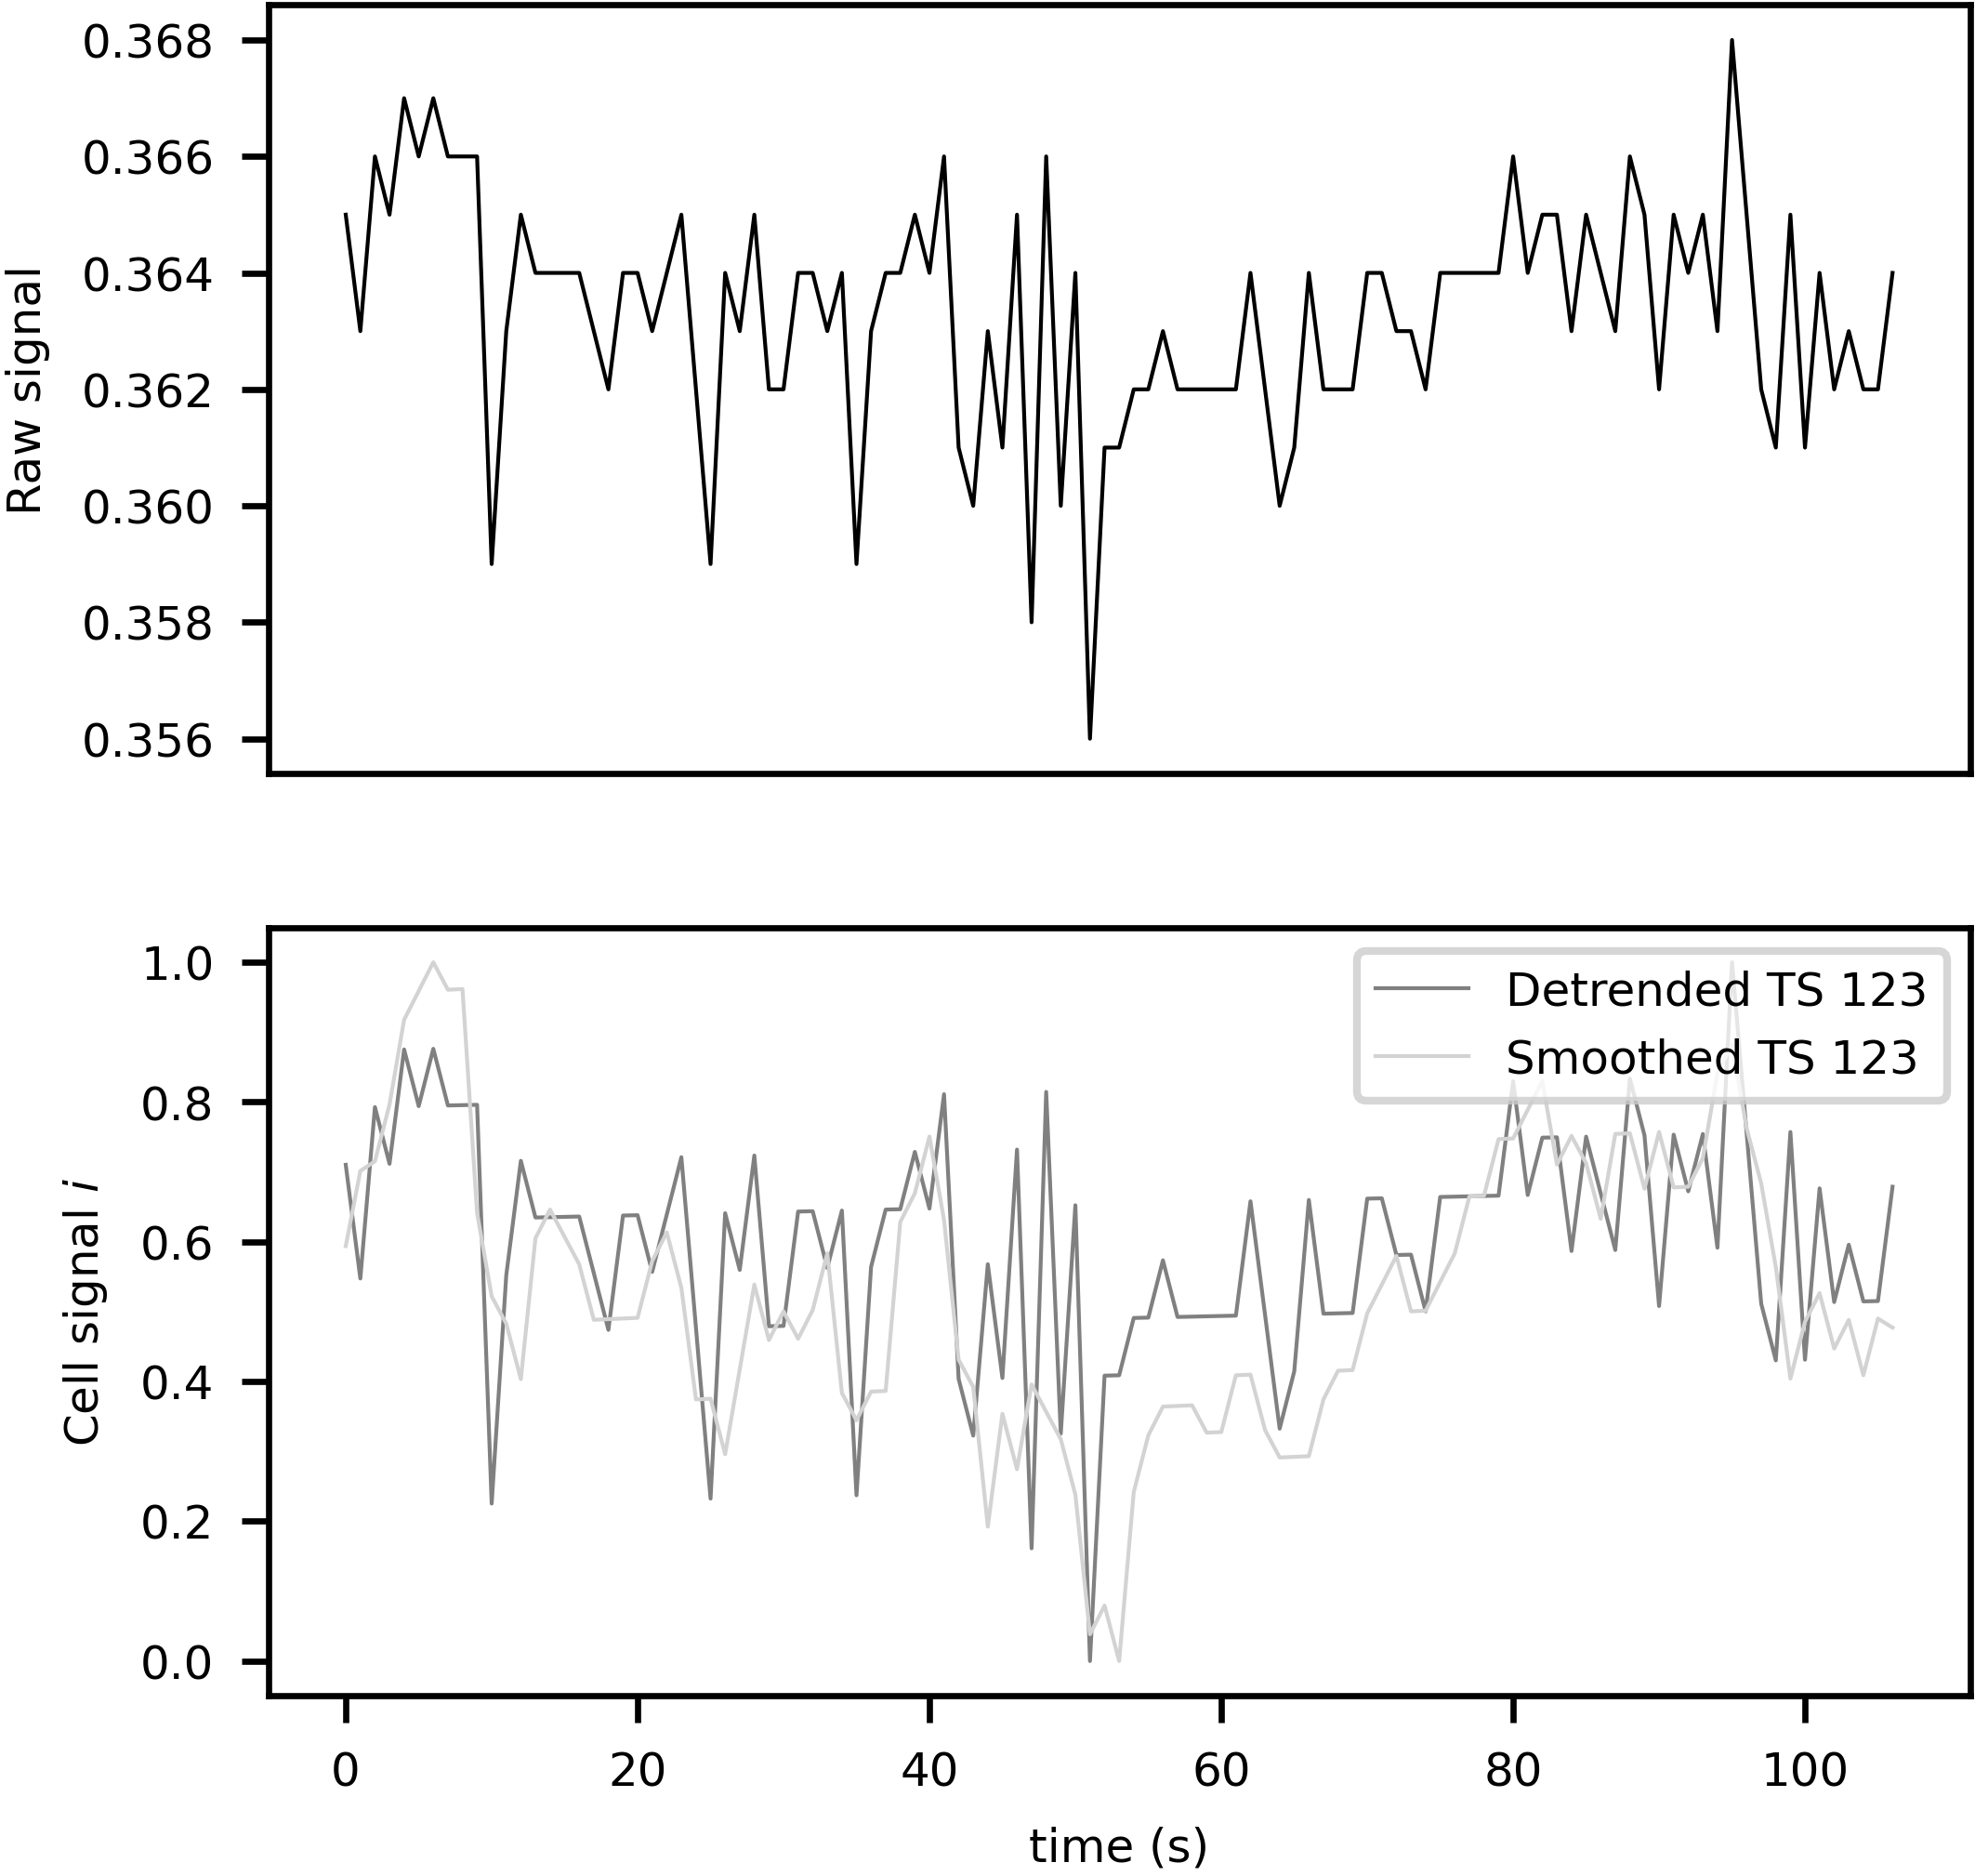 0.368
0.366
0.364
0.362
0.360
0.358
0.356
Raw signal
1.0
0.8
0.6
0.4
0.2
0.0
Cell signal i
Detrended TS 123
Smoothed TS 123
0 20 40 60 80 100
time (s)